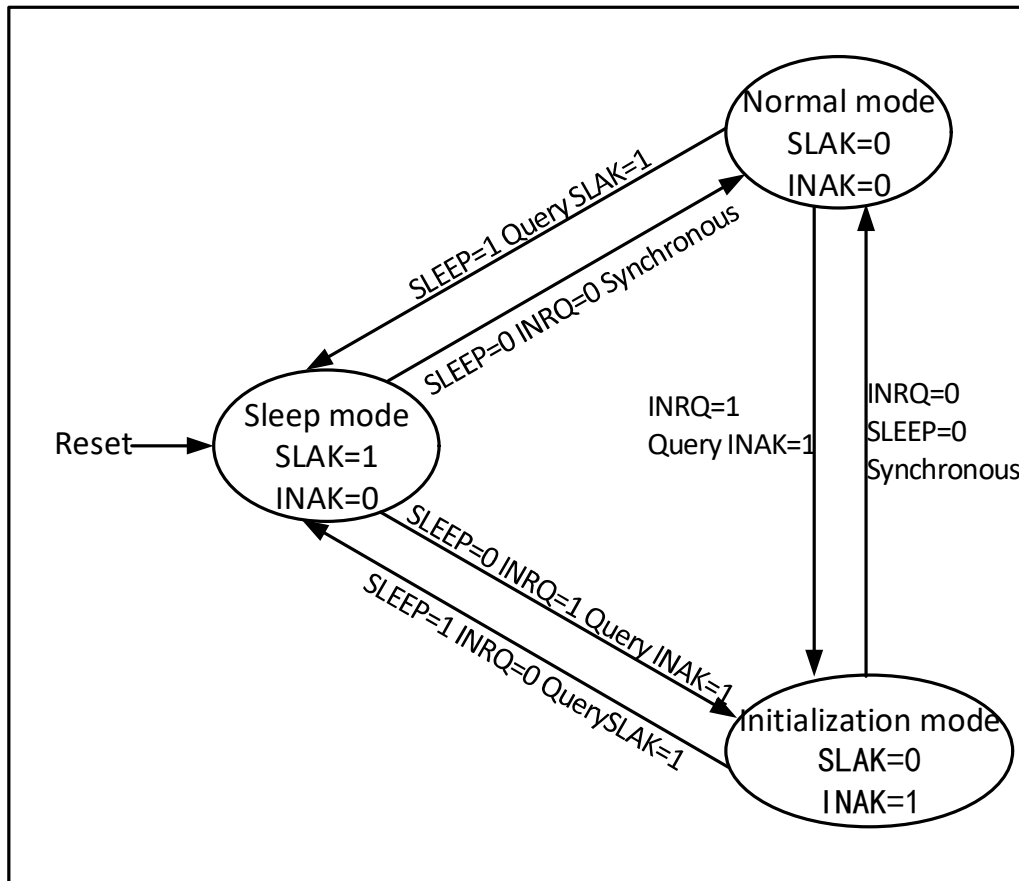 Normal mode
SLAK=0
INAK=0
SLEEP=1 Query SLAK=1
SLEEP=0 INRQ=0 Synchronous
INRQ=1
Query INAK=1
INRQ=0
SLEEP=0
Synchronous
Reset
Sleep mode
SLAK=1
INAK=0
SLEEP=0 INRQ=1 Query INAK=1
SLEEP=1 INRQ=0 QuerySLAK=1
Initialization mode
SLAK=0
INAK=1